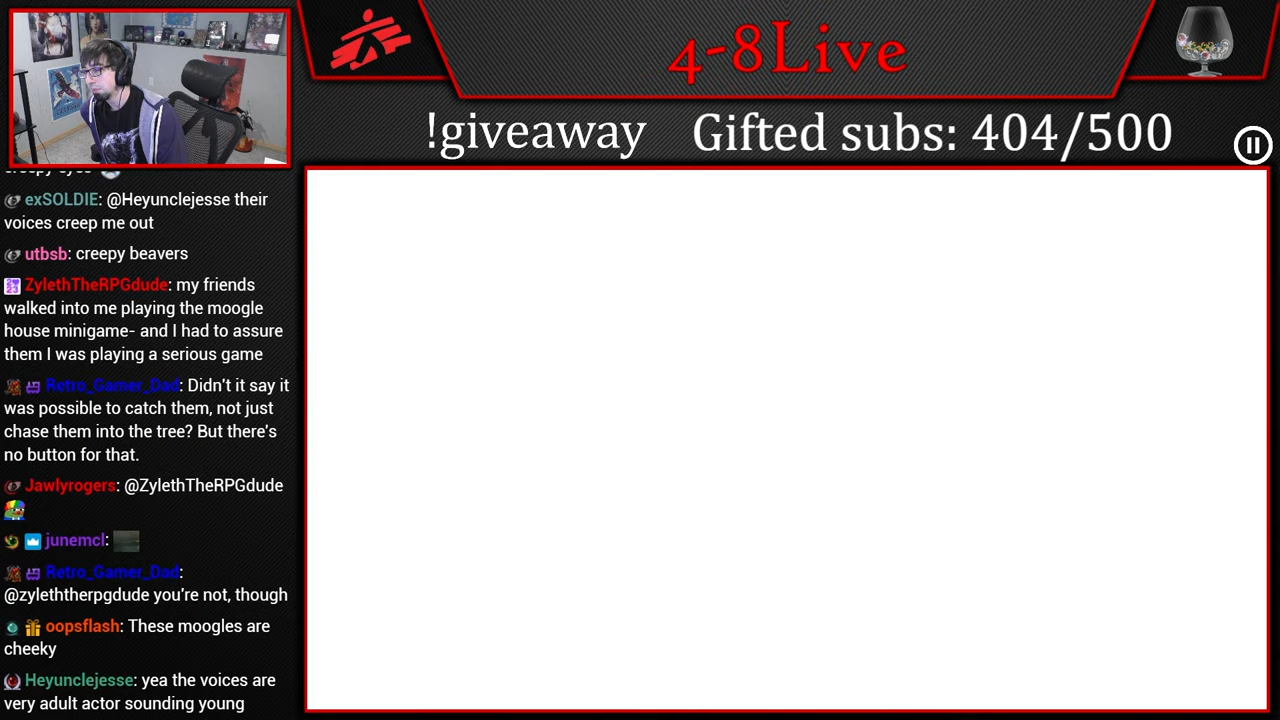 4-8Live
!giveaway Gifted subs: 404/500
exSOLDIE: @Heyunclejesse their
voices creep me out
utbsb: creepy beavers
ZylethTheRPGdude: my friends
walked into me playing the moogle
house minigame- and I had to assure
them I was playing a serious game
Retro_Gamer_Dad: Didn't it say it
was possible to catch them, not just
chase them into the tree? But there's
no button for that.
Jawlyrogers: @ZylethTheRPGdude
junemcl:
Retro_Gamer_Dad:
@zyleththerpgdude you're not, though
oopsflash: These moogles are
cheeky
Heyunclejesse: yea the voices are
very adult actor sounding young